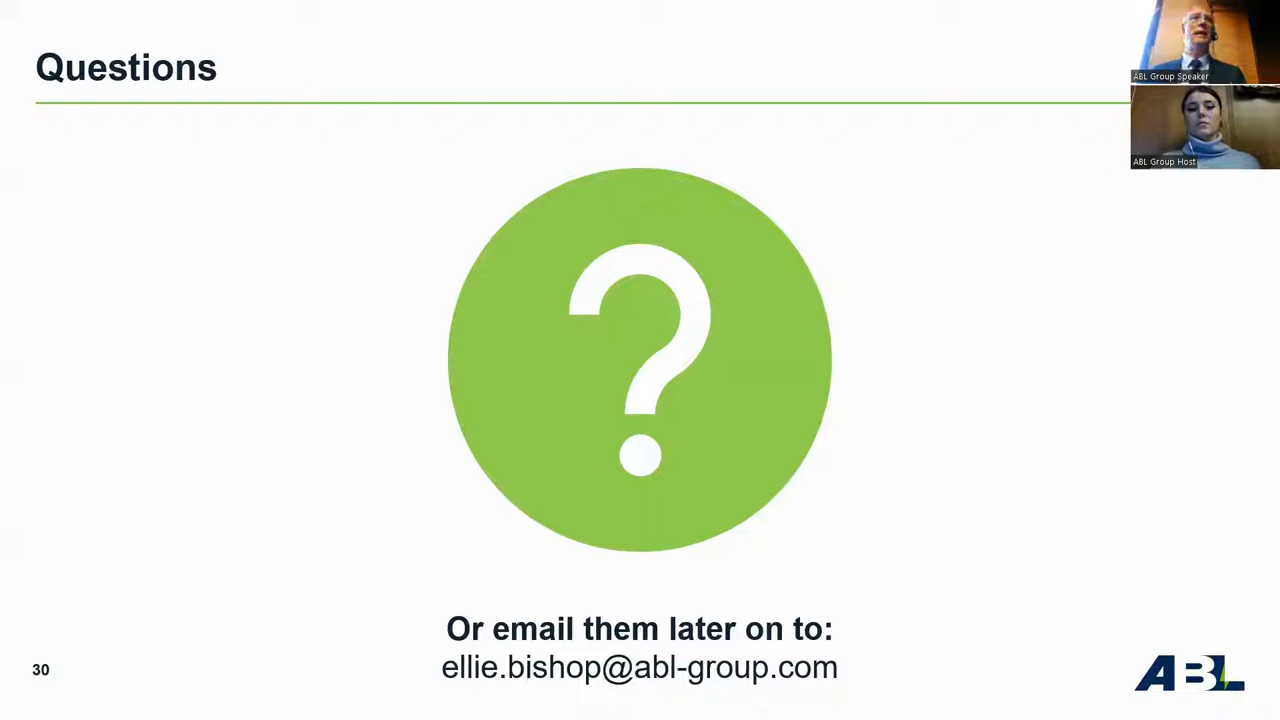 Questions
ABL Group Speaker
ABL Group Host
?
Or email them later on to:
ellie.bishop@abl-group.com
30
ABL